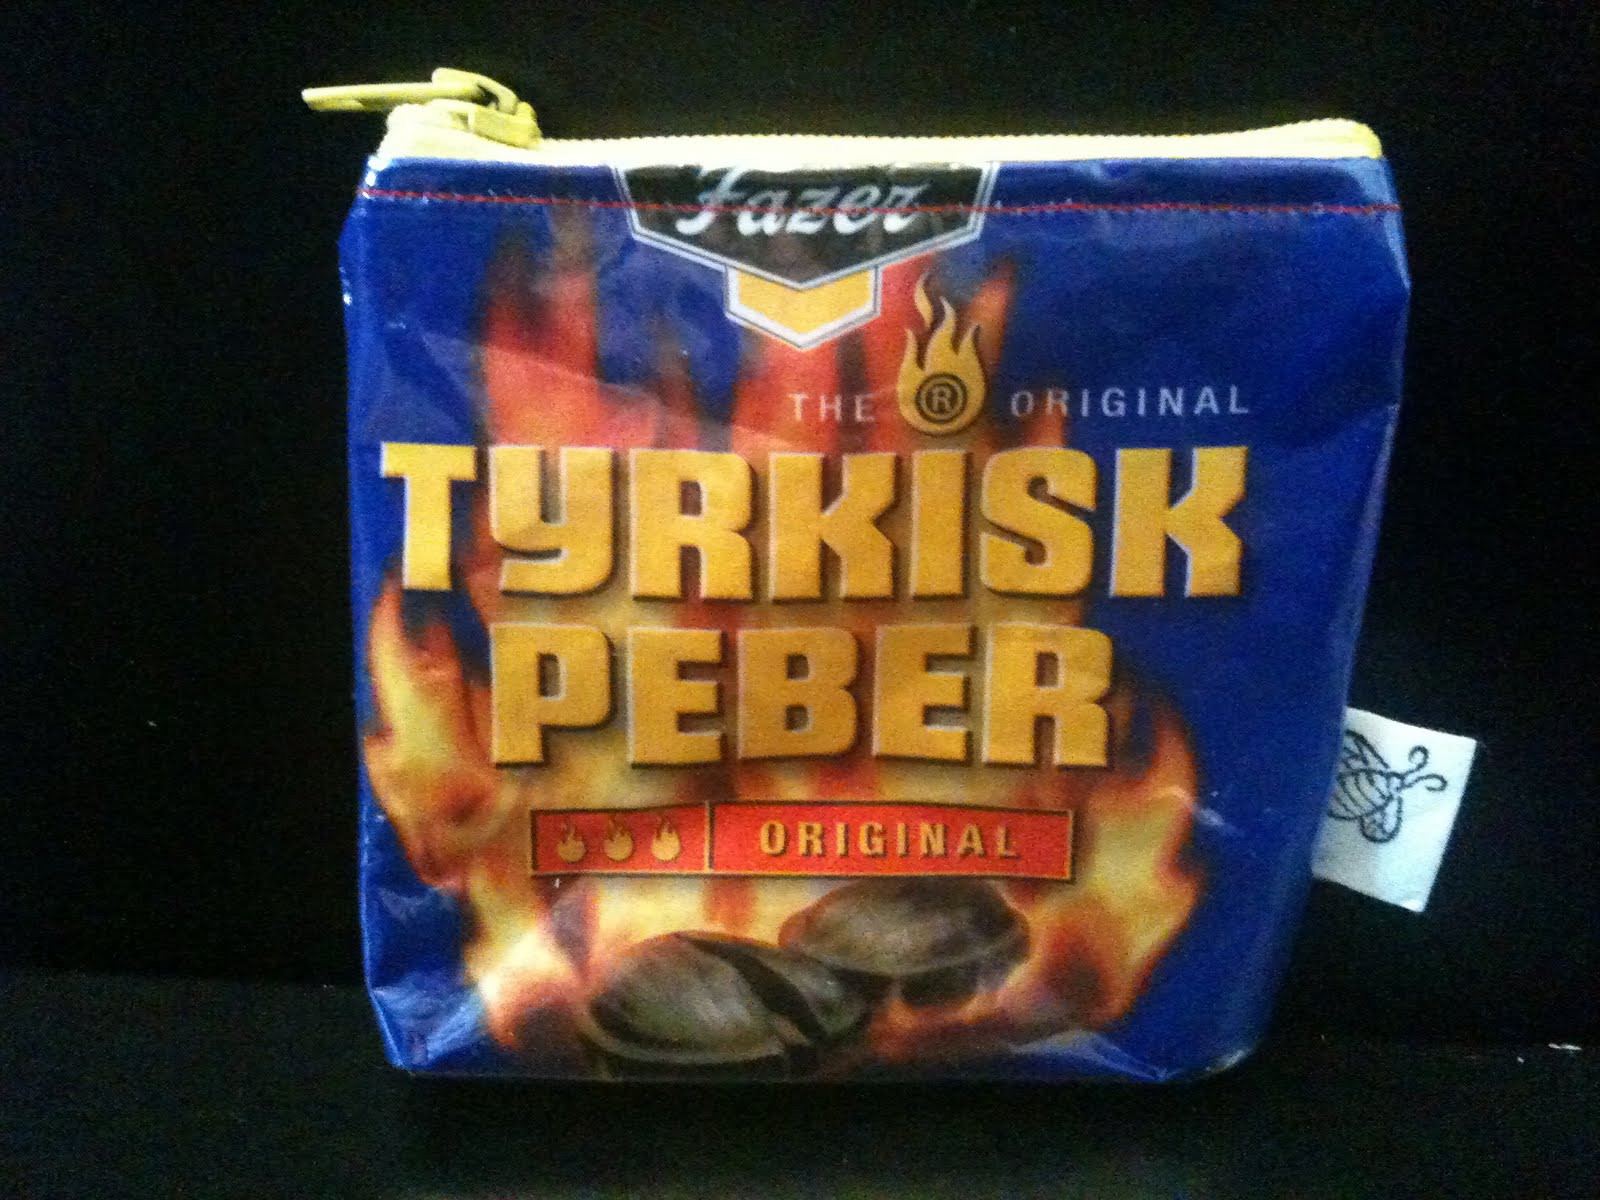 Fazer
THE ® ORIGINAL
TYRKISK
PEBER
ORIGINAL